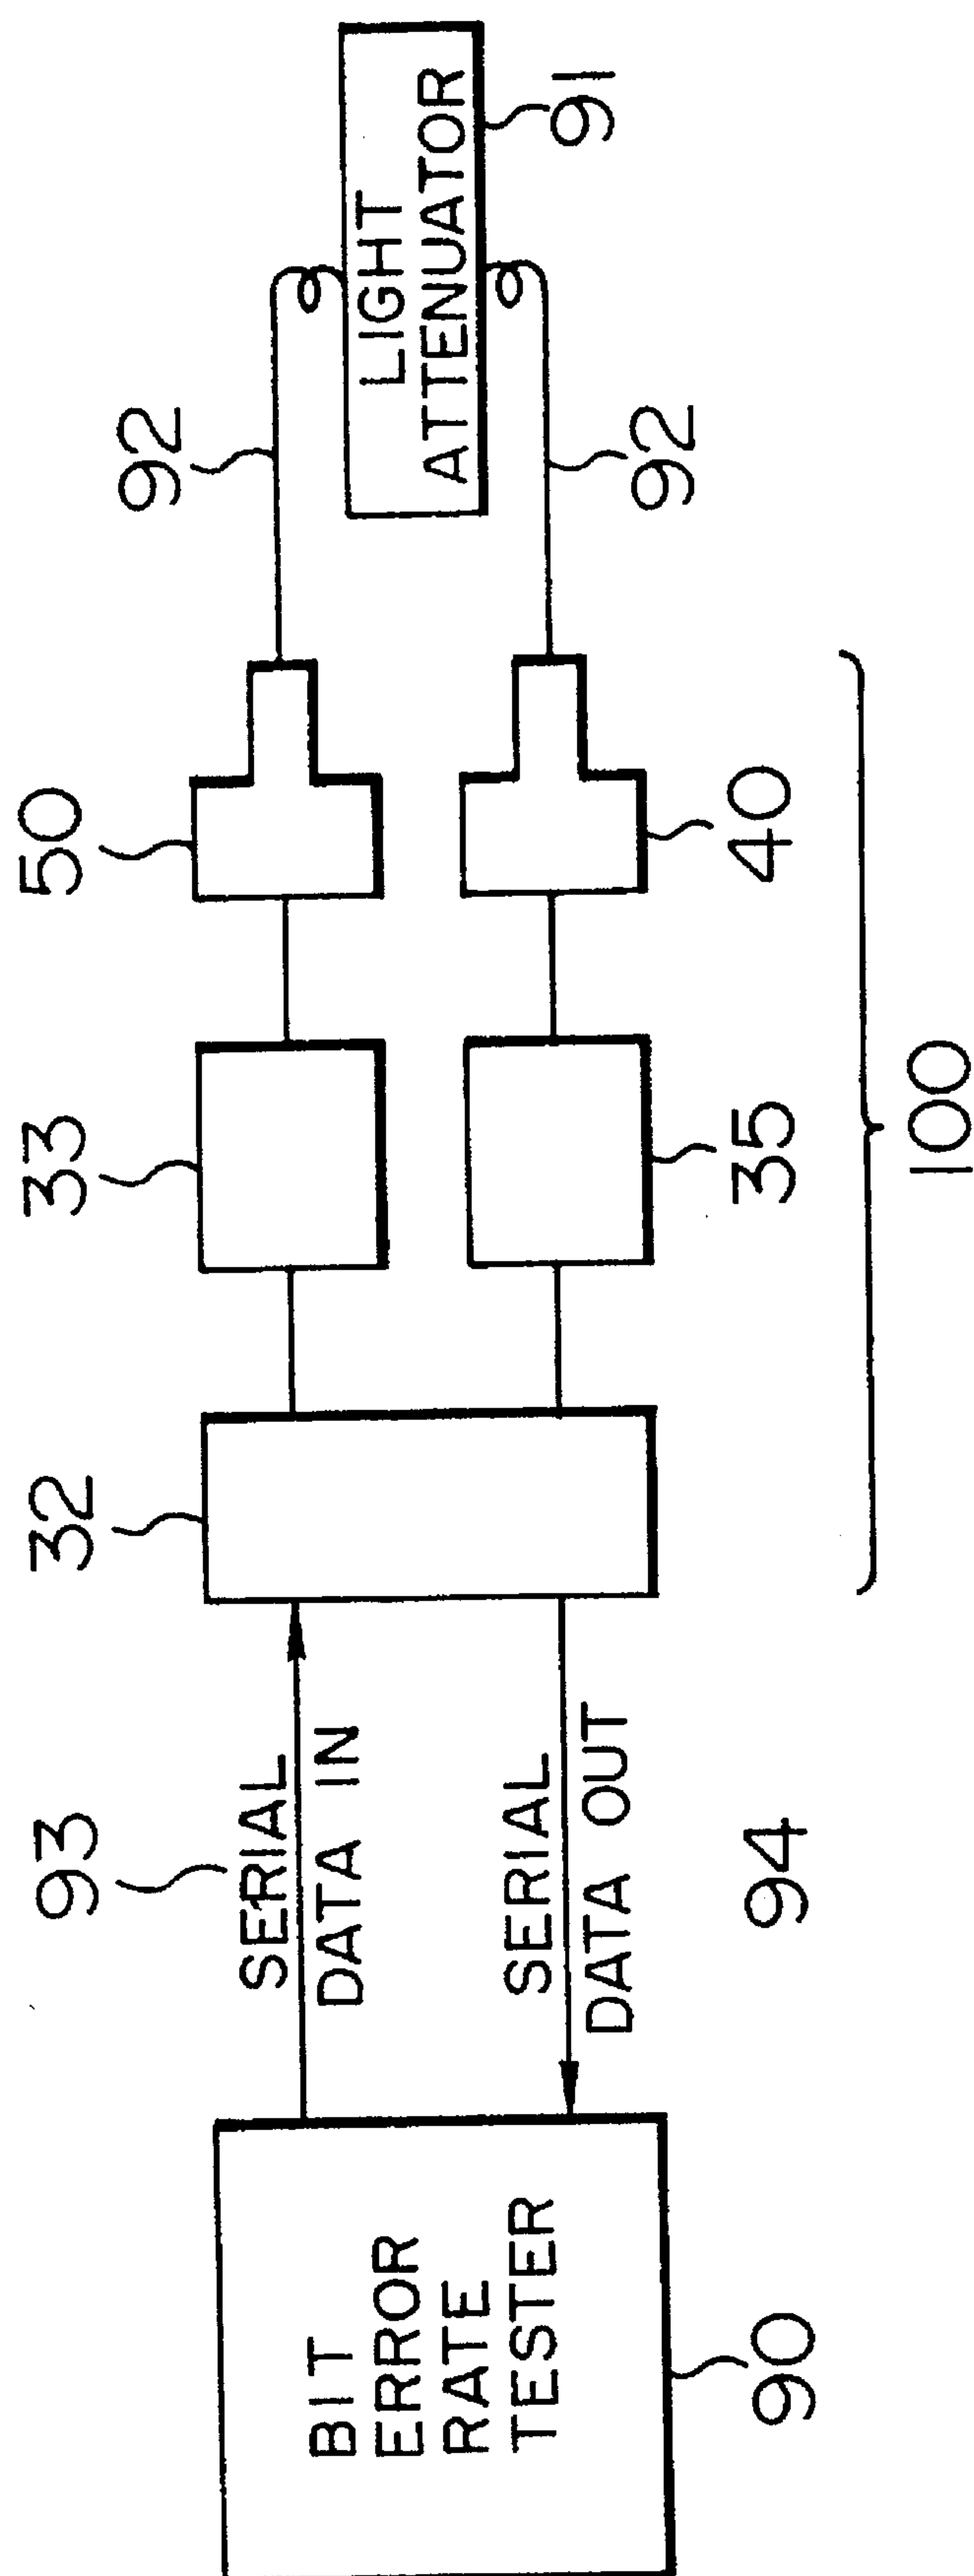 BIT
ERROR
RATE
TESTER
90
93
SERIAL
DATA IN
SERIAL
DATA OUT
94
32
33
35
50
40
100
92
92
LIGHT
ATTENUATOR
91